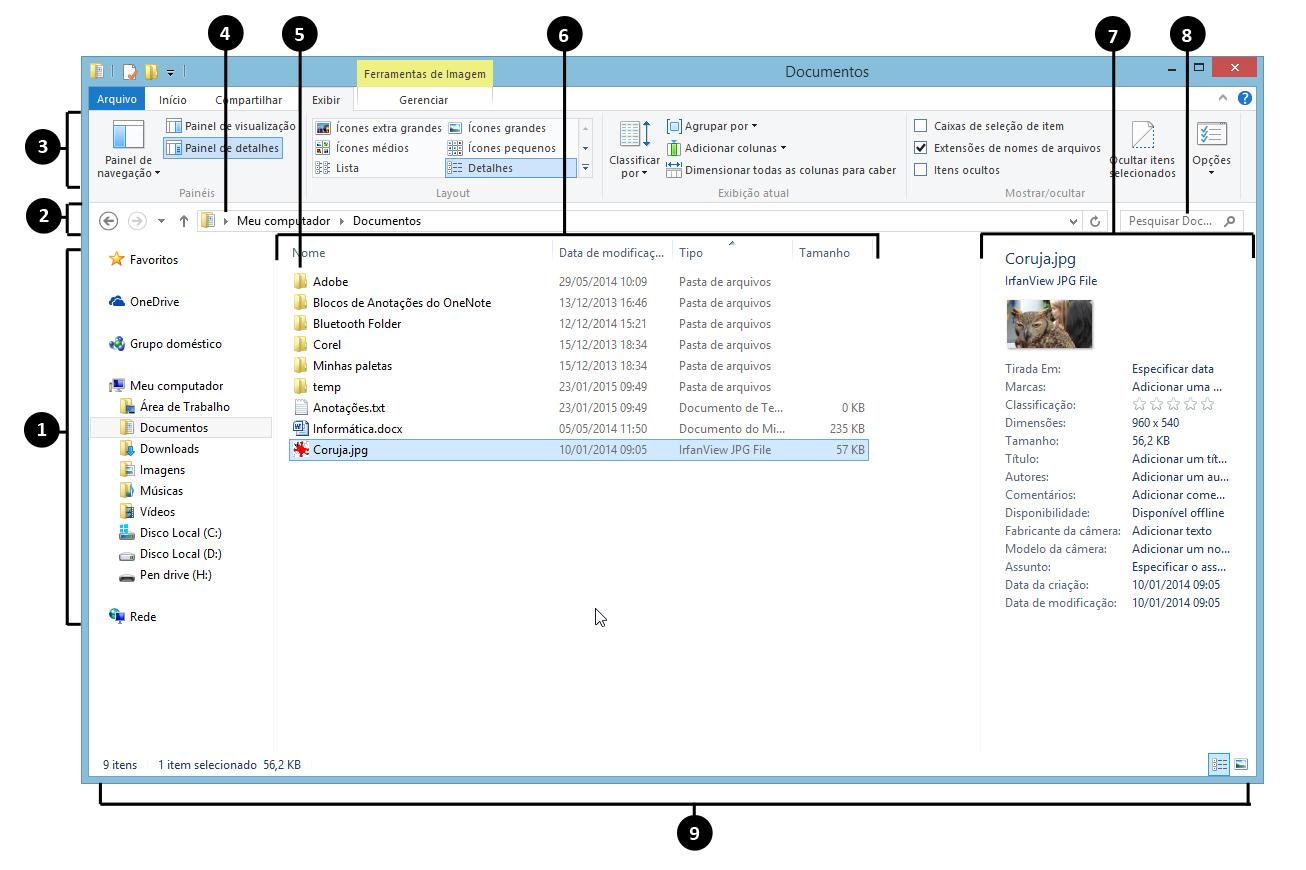 4 5 6 7 8
Ferramentas de Imagem
Documentos
Arquivo Início Compartilhar Exibir Gerenciar
3
Painel de navegação
Painel de visualização
Painel de detalhes
Painéis
Ícones extra grandes Ícones grandes
Ícones médios Ícones pequenos
Lista Detalhes
Layout
Classificar por
Agrupar por
Adicionar colunas
Dimensionar todas as colunas para caber
Exibição atual
Caixas de seleção de item
Extensões de nomes de arquivos
Itens ocultos
Ocultar itens selecionados
Mostrar/ocultar
Opções
2
Meu computador Documentos
Pesquisar Doc...
1
Favoritos
OneDrive
Grupo doméstico
Meu computador
Área de Trabalho
Documentos
Downloads
Imagens
Músicas
Vídeos
Disco Local (C:)
Disco Local (D:)
Pen drive (H:)
Rede
Nome Data de modificaç... Tipo Tamanho
Adobe 29/05/2014 10:09 Pasta de arquivos
Blocos de Anotações do OneNote 13/12/2013 16:46 Pasta de arquivos
Bluetooth Folder 12/12/2014 15:21 Pasta de arquivos
Corel 15/12/2013 18:34 Pasta de arquivos
Minhas paletas 15/12/2013 18:34 Pasta de arquivos
temp 23/01/2015 09:49 Pasta de arquivos
Anotações.txt 23/01/2015 09:49 Documento de Te... 0 KB
Informática.docx 05/05/2014 11:50 Documento do Mi... 235 KB
Coruja.jpg 10/01/2014 09:05 IrfanView JPG File 57 KB
Coruja.jpg
IrfanView JPG File
Tirada Em: Especificar data
Marcas: Adicionar uma ...
Classificação:
Dimensões: 960 x 540
Tamanho: 56,2 KB
Título: Adicionar um tít...
Autores: Adicionar um au...
Comentários: Adicionar come...
Disponibilidade: Disponível offline
Fabricante da câmera: Adicionar texto
Modelo da câmera: Adicionar um no...
Assunto: Especificar o ass...
Data da criação: 10/01/2014 09:05
Data de modificação: 10/01/2014 09:05
9 itens 1 item selecionado 56,2 KB
9